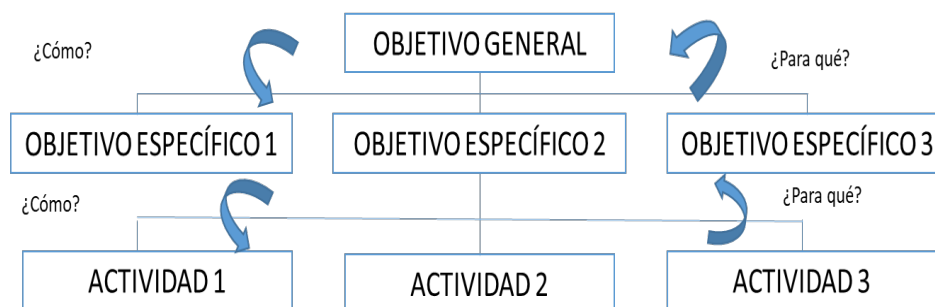 OBJETIVO GENERAL
¿Cómo?
¿Para qué?
OBJETIVO ESPECÍFICO 1
OBJETIVO ESPECÍFICO 2
OBJETIVO ESPECÍFICO 3
¿Cómo?
¿Para qué?
ACTIVIDAD 1
ACTIVIDAD 2
ACTIVIDAD 3